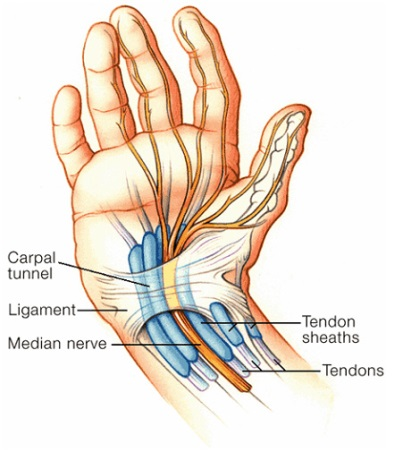 Carpal
tunnel
Ligament
Median nerve
Tendon
sheaths
Tendons